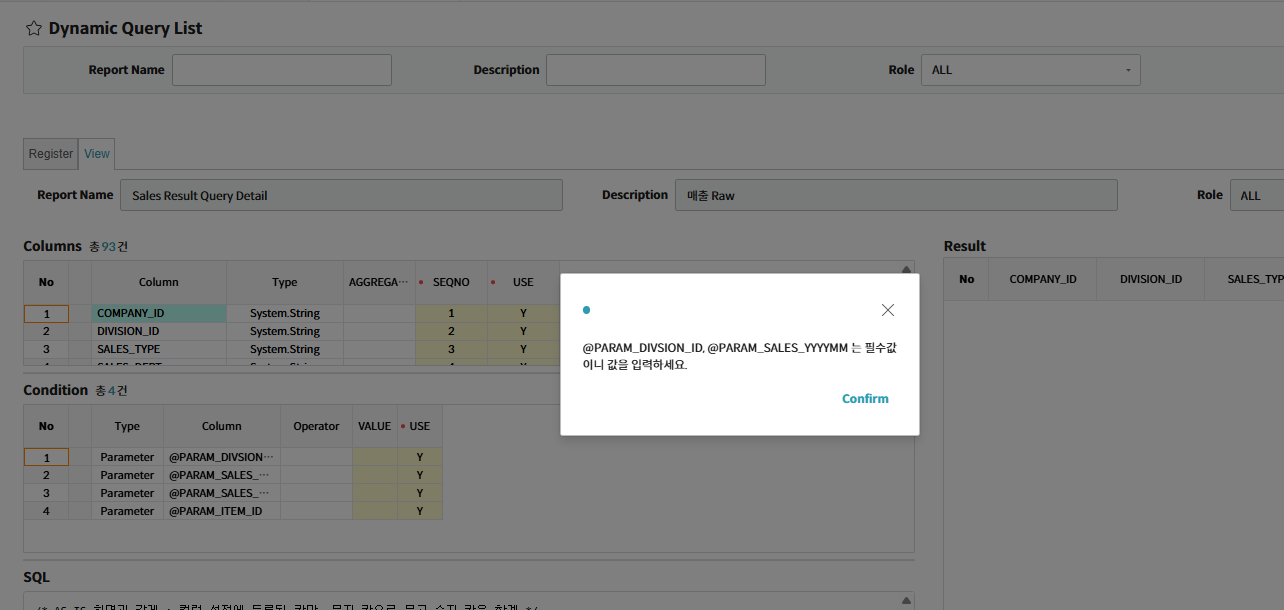 Dynamic Query List
Report Name Description Role ALL
Register View
Report Name Sales Result Query Detail Description 매출 Raw Role ALL
Columns 총 93 건
No Column Type AGGREGA··· SEQNO USE
1 COMPANY_ID System.String 1 Y
2 DIVISION_ID System.String 2 Y
3 SALES_TYPE System.String 3 Y
Result
No COMPANY_ID DIVISION_ID SALES_TYP
@PARAM_DIVSION_ID, @PARAM_SALES_YYYYMM 는 필수값
이니 값을 입력하세요.
Confirm
Condition 총 4 건
No Type Column Operator VALUE USE
1 Parameter @PARAM_DIVSION··· Y
2 Parameter @PARAM_SALES_··· Y
3 Parameter @PARAM_SALES_··· Y
4 Parameter @PARAM_ITEM_ID Y
SQL